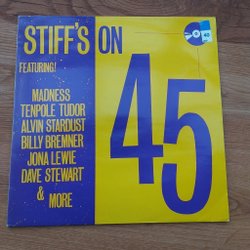 STIFF'S ON
45
FEATURING!
MADNESS
TENPOLE TUDOR
ALVIN STARDUST
BILLY BREMNER
JONA LEWIE
DAVE STEWART
& MORE